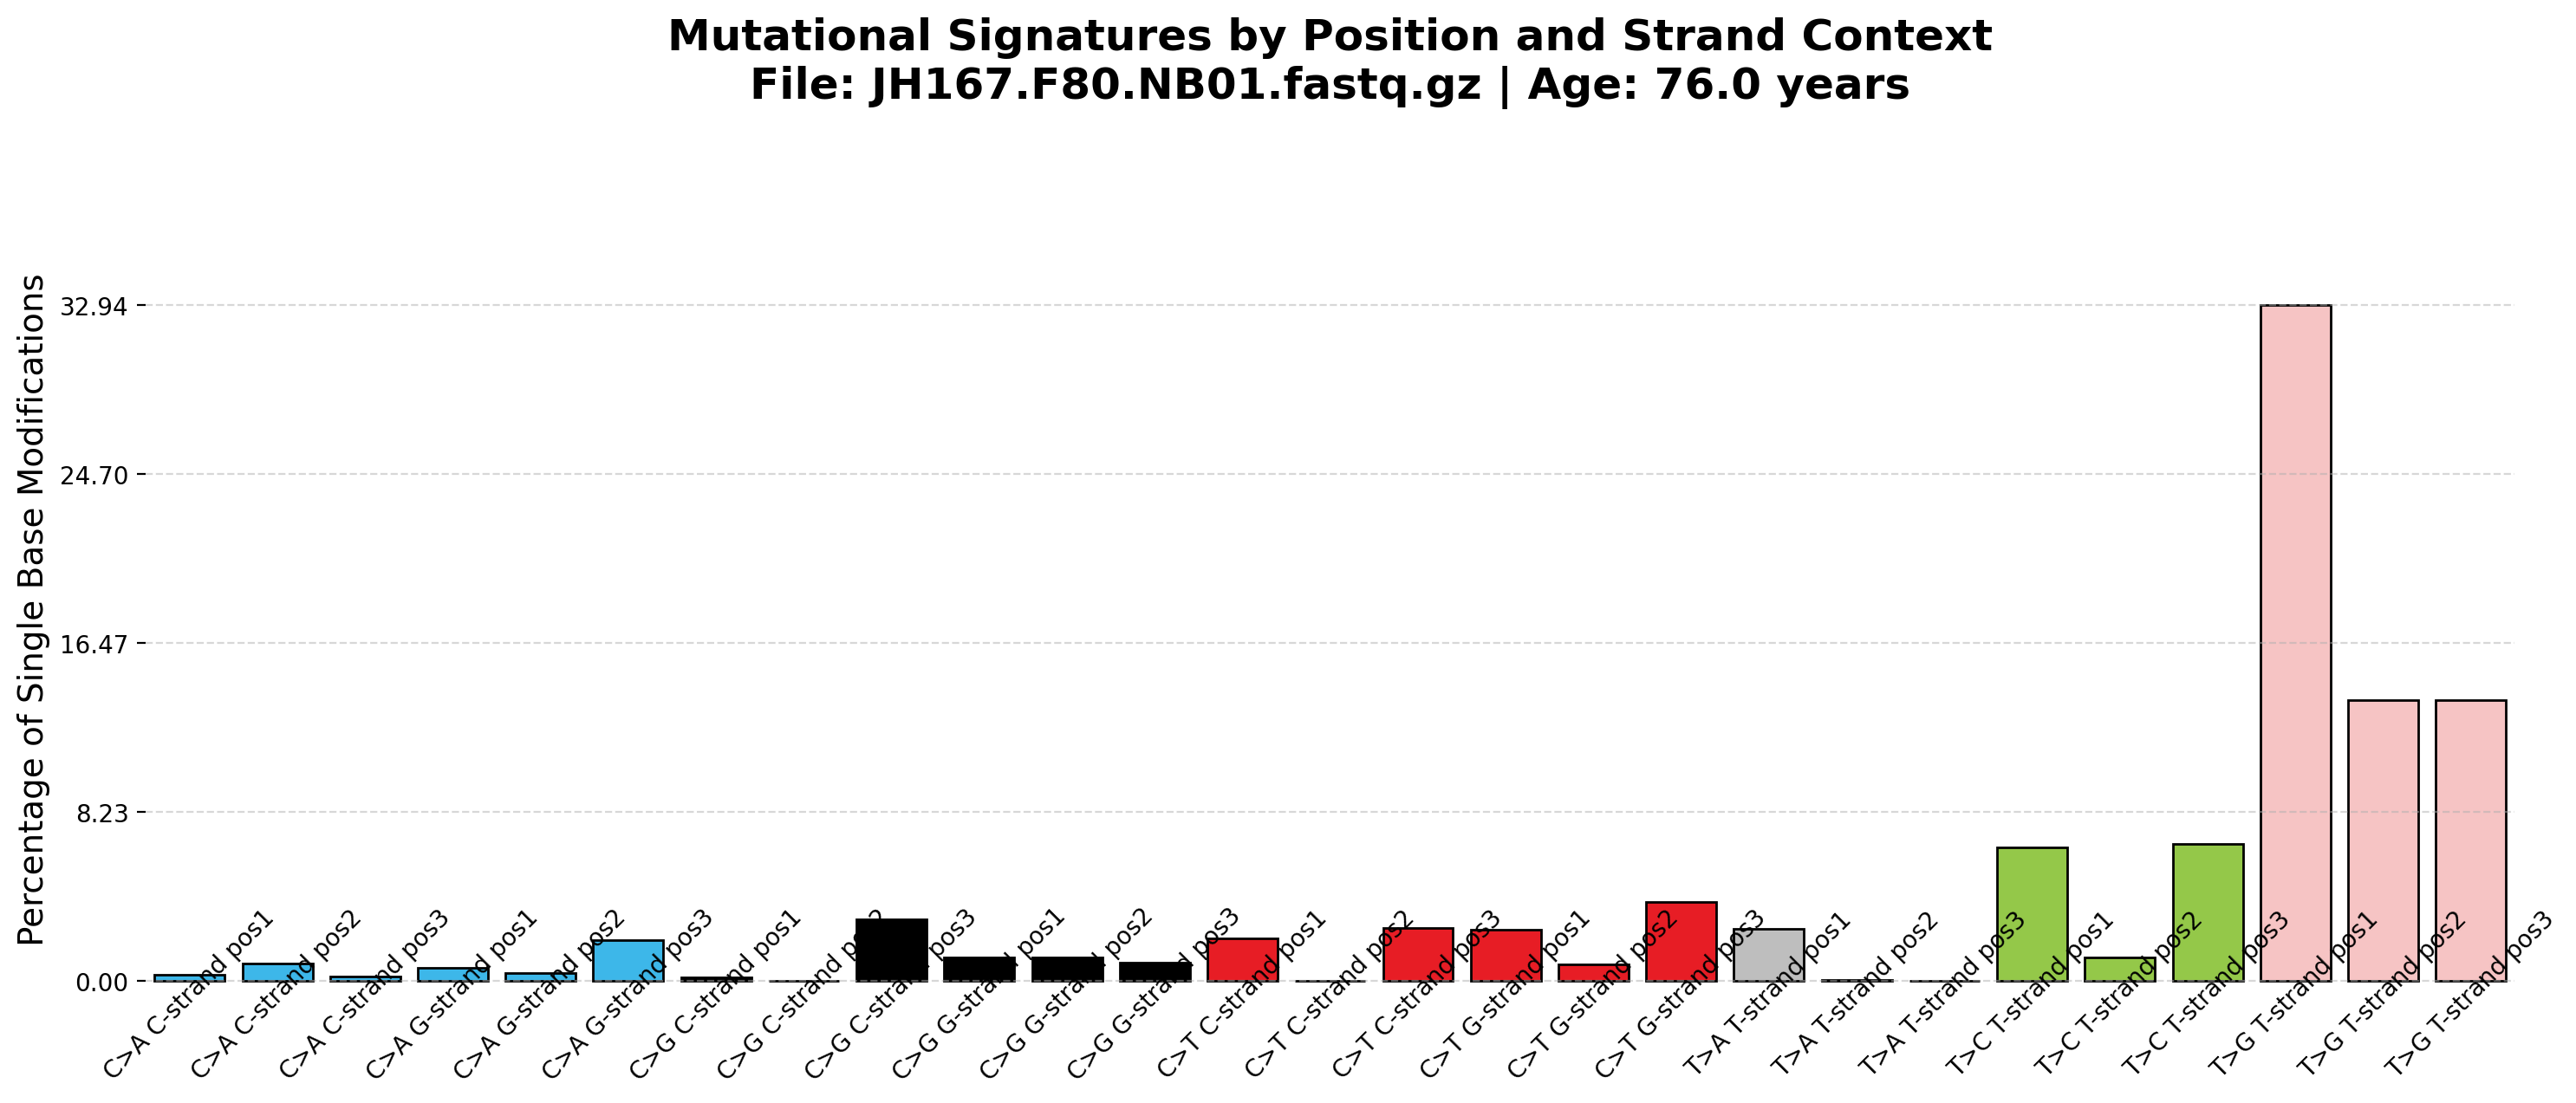 Mutational Signatures by Position and Strand Context
File: JH167.F80.NB01.fastq.gz | Age: 76.0 years
Percentage of Single Base Modifications
32.94
24.70
16.47
8.23
0.00
C>A C-strand pos1
C>A C-strand pos2
C>A C-strand pos3
C>A G-strand pos1
C>A G-strand pos2
C>A G-strand pos3
C>G C-strand pos1
C>G C-strand pos2
C>G C-strand pos3
C>G G-strand pos1
C>G G-strand pos2
C>G G-strand pos3
C>T C-strand pos1
C>T C-strand pos2
C>T C-strand pos3
C>T G-strand pos1
C>T G-strand pos2
C>T G-strand pos3
T>A T-strand pos1
T>A T-strand pos2
T>A T-strand pos3
T>C T-strand pos1
T>C T-strand pos2
T>C T-strand pos3
T>G T-strand pos1
T>G T-strand pos2
T>G T-strand pos3